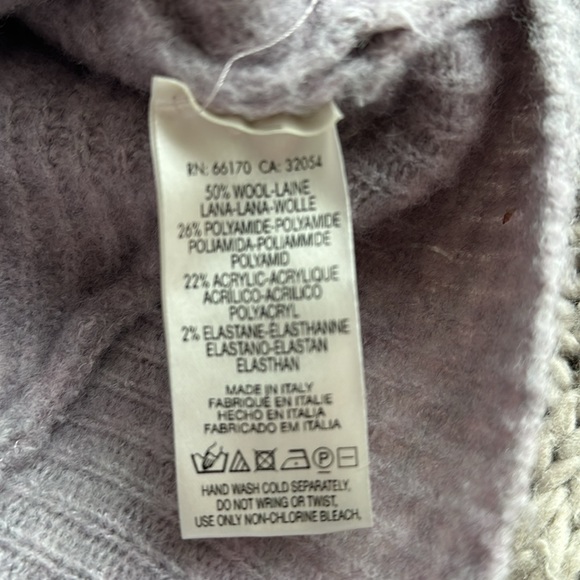 RN: 66170 CA: 32054
50% WOOL-LAINE
LANA-LANA-WOLLE
26% POLYAMIDE-POLYAMIDE
POLIAMIDA-POLIAMMIDE
POLYAMID
22% ACRYLIC-ACRYLIQUE
ACRILICO-ACRILICO
POLYACRYL
2% ELASTANE-ELASTHANNE
ELASTANO-ELASTAN
ELASTHAN
MADE IN ITALY
FABRIQUÉ EN ITALIE
HECHO EN ITALIA
FABRICADO EM ITÁLIA
P
HAND WASH COLD SEPARATELY,
DO NOT WRING OR TWIST,
USE ONLY NON-CHLORINE BLEACH,